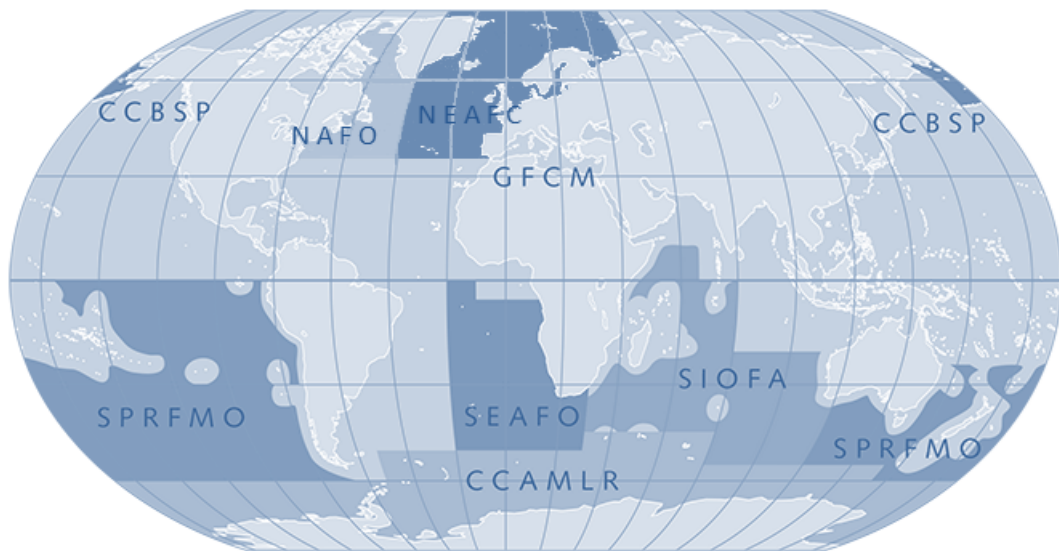 CCBSP
NAFO
NEAFC
CCBSP
GFCM
SPRFMO
SEAFO
SIOFA
SPRFMO
CCAMLR